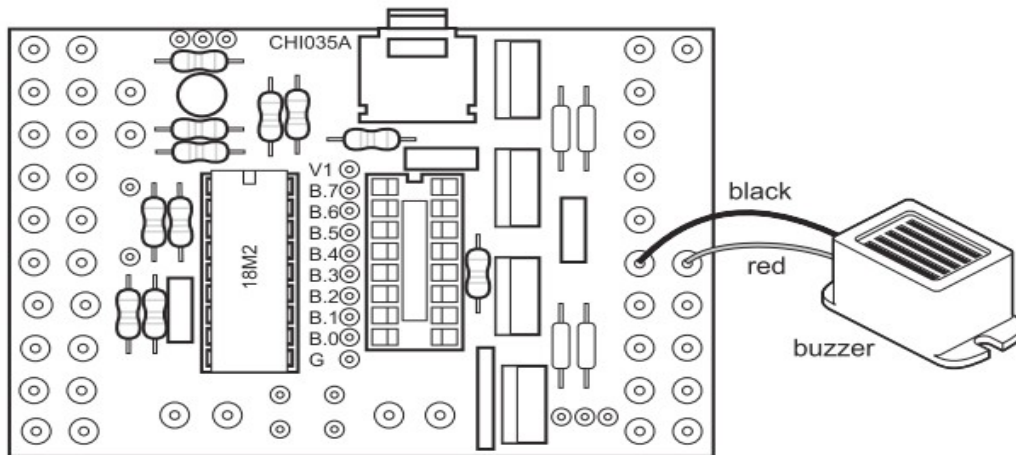 CHI035A
V1
B.7
B.6
B.5
B.4
B.3
B.2
B.1
B.0
G
18M2
black
red
buzzer